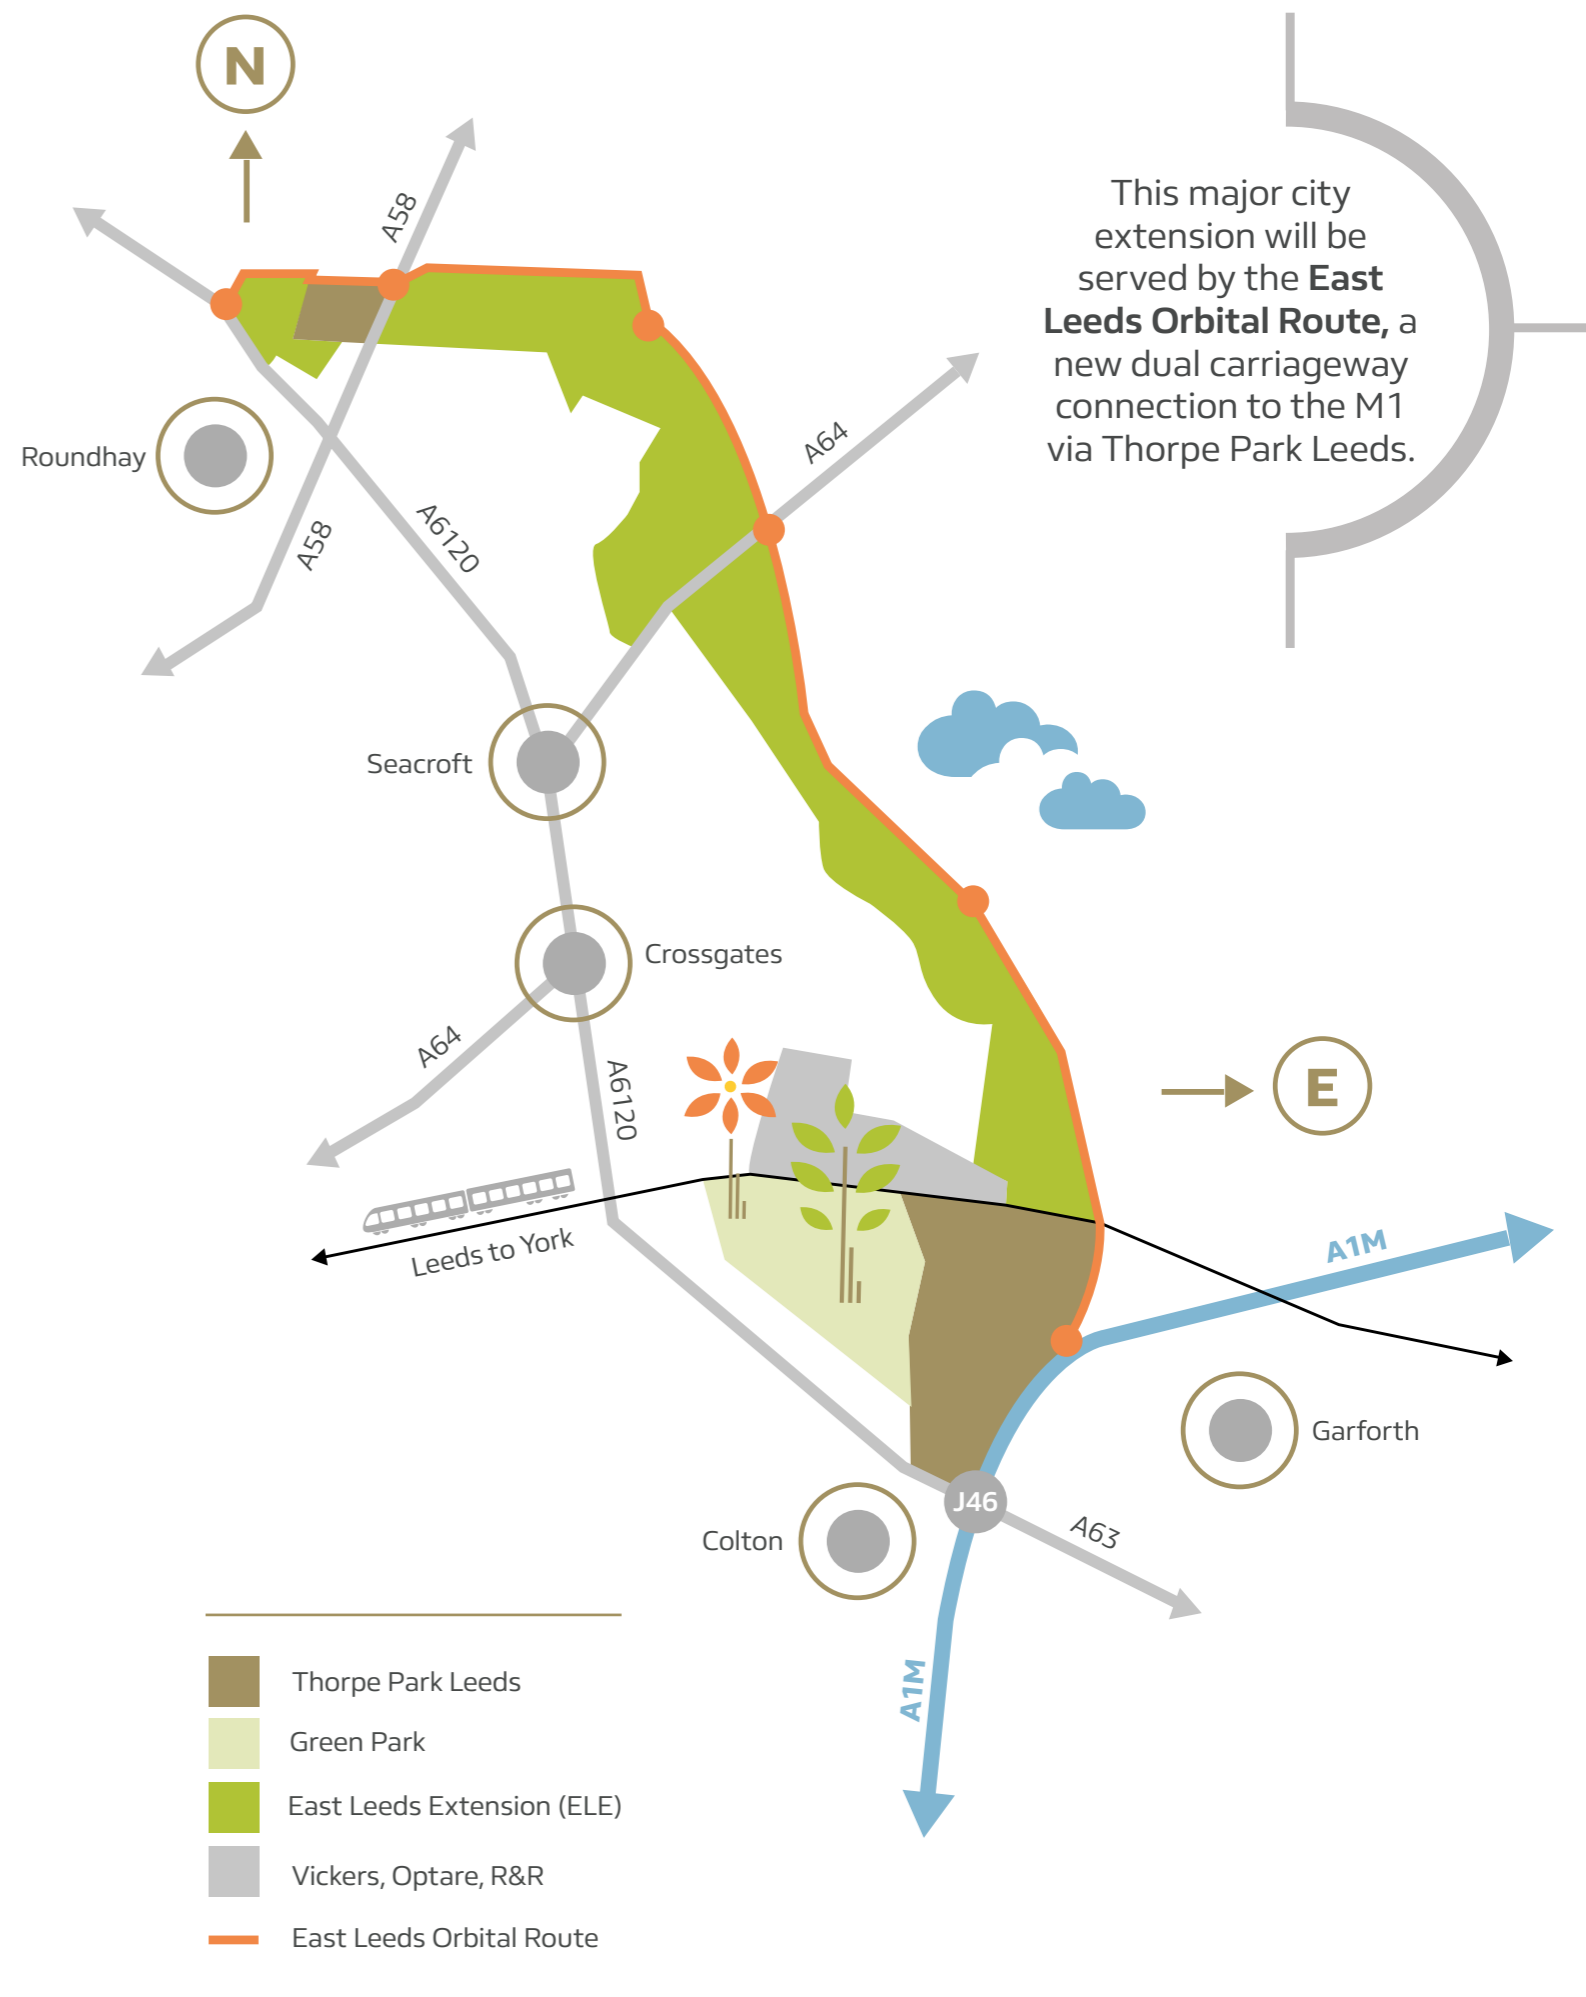 N
This major city
extension will be
served by the East
Leeds Orbital Route, a
new dual carriageway
connection to the M1
via Thorpe Park Leeds.
A58
Roundhay
A64
A6120
A58
Seacroft
Crossgates
A64
A6120
E
Leeds to York
A1M
Garforth
J46
A63
Colton
A1M
Thorpe Park Leeds
Green Park
East Leeds Extension (ELE)
Vickers, Optare, R&R
East Leeds Orbital Route